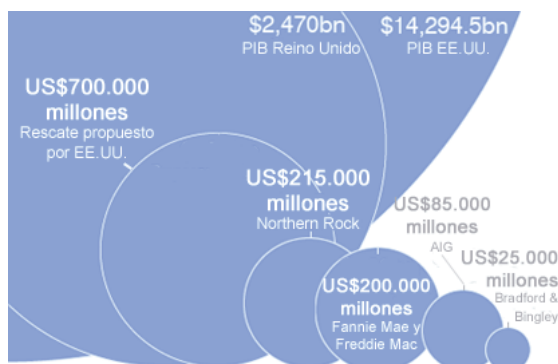 $2,470bn
PIB Reino Unido
$14,294.5bn
PIB EE.UU.
US$700.000
millones
Rescate propuesto
por EE.UU.
US$215.000
millones
Northern Rock
US$85.000
millones
AIG
US$25.000
millones
Bradford &
Bingley
US$200.000
millones
Fannie Mae y
Freddie Mac